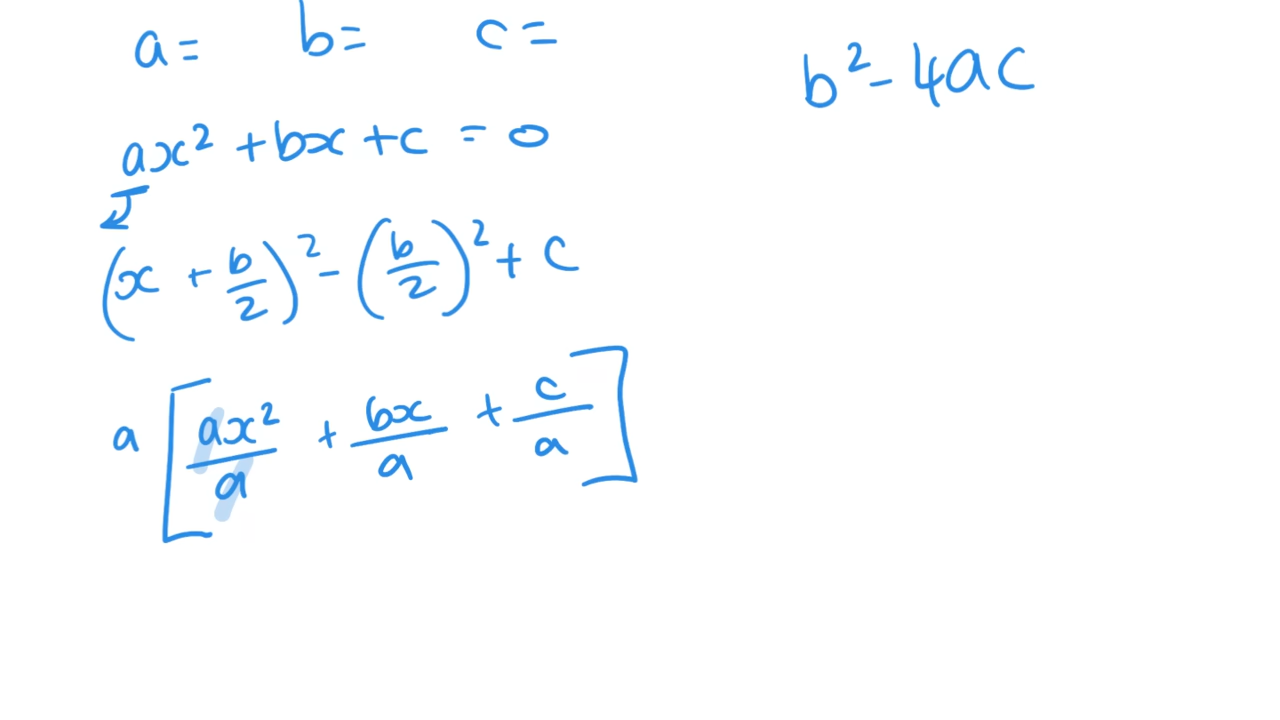 a= b= c=
b² - 4ac
ax² + bx + c = 0
(x + b/2)² - (b/2)² + c
a [ax²/a + bx/a + c/a]